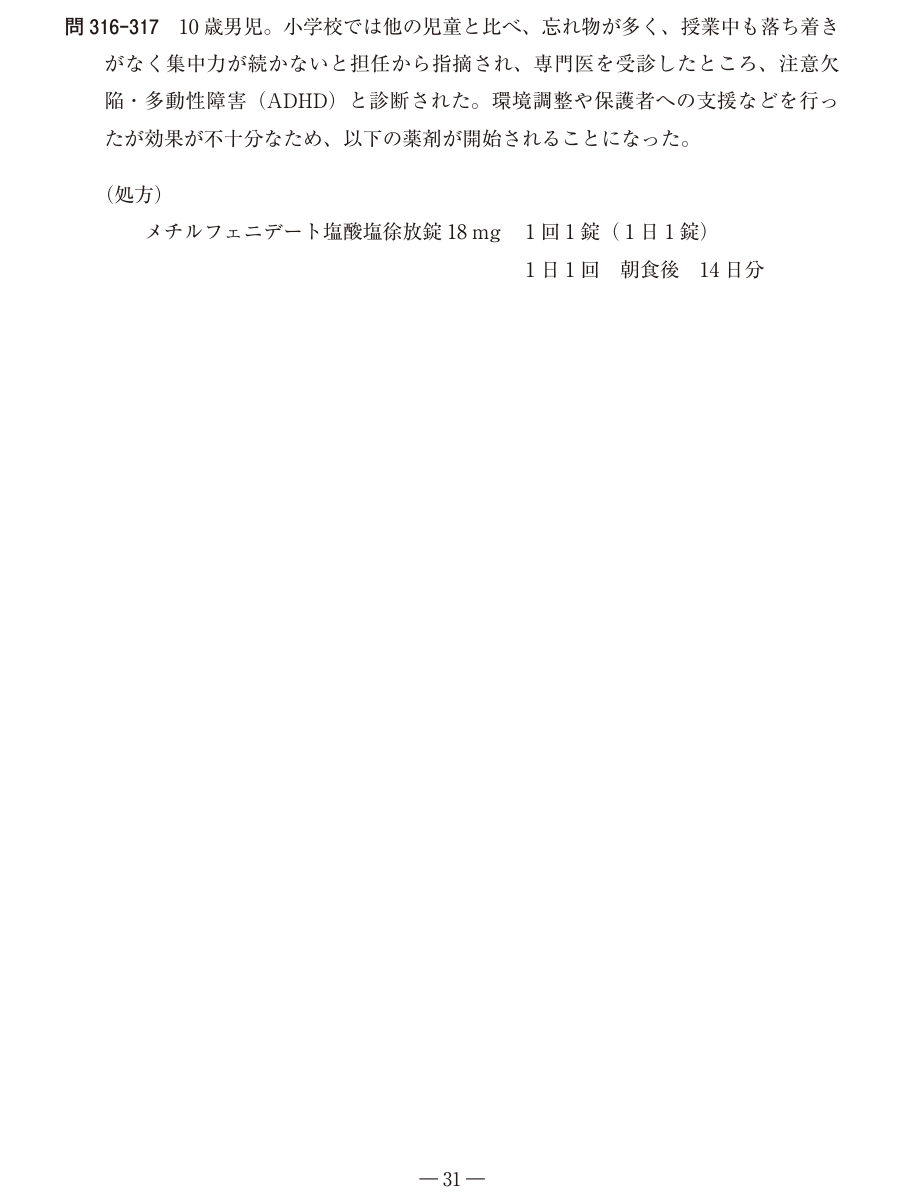 問 316-317　10 歳男児。小学校では他の児童と比べ、忘れ物が多く、授業中も落ち着き
がなく集中力が続かないと担任から指摘され、専門医を受診したところ、注意欠
陥・多動性障害（ADHD）と診断された。環境調整や保護者への支援などを行っ
たが効果が不十分なため、以下の薬剤が開始されることになった。
（処方）
メチルフェニデート塩酸塩徐放錠 18 mg　1 回 1 錠（1 日 1 錠）
1 日 1 回　朝食後　14 日分
— 31 —